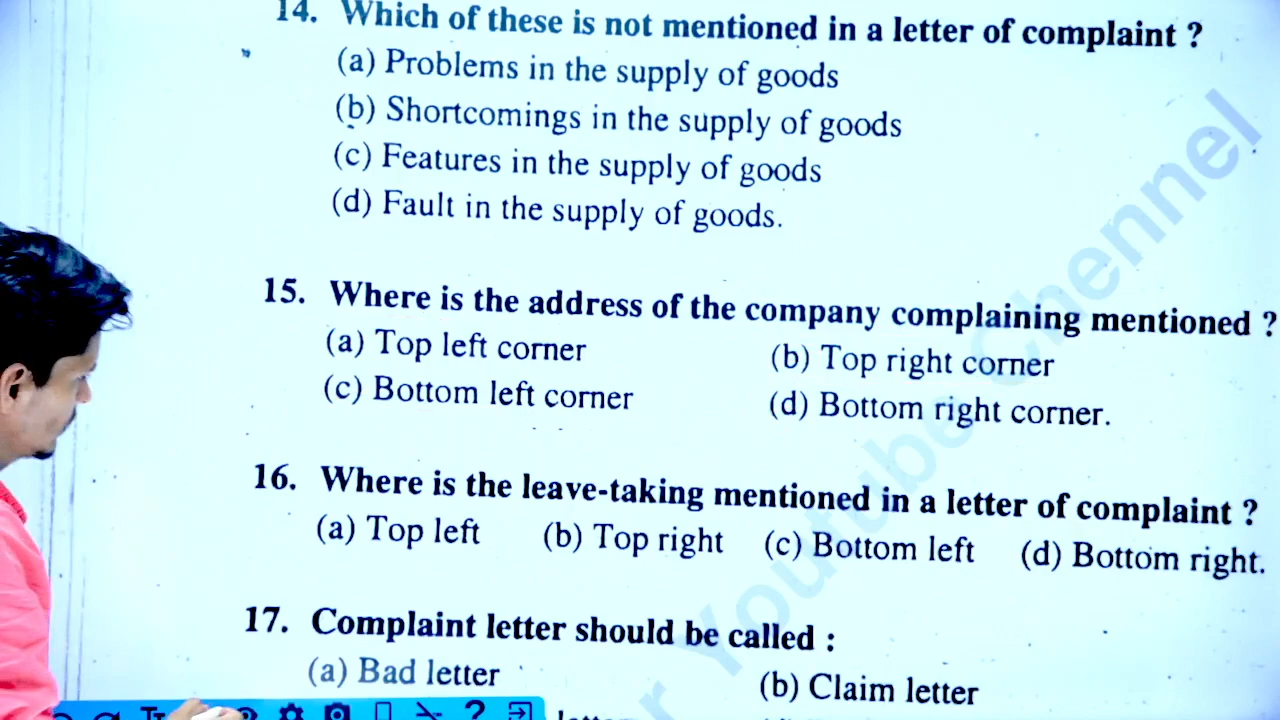 14. Which of these is not mentioned in a letter of complaint ?
(a) Problems in the supply of goods
(b) Shortcomings in the supply of goods
(c) Features in the supply of goods
(d) Fault in the supply of goods.
15. Where is the address of the company complaining mentioned ?
(a) Top left corner (b) Top right corner
(c) Bottom left corner (d) Bottom right corner.
16. Where is the leave-taking mentioned in a letter of complaint ?
(a) Top left (b) Top right (c) Bottom left (d) Bottom right.
17. Complaint letter should be called :
(a) Bad letter (b) Claim letter
Youtube Chennel